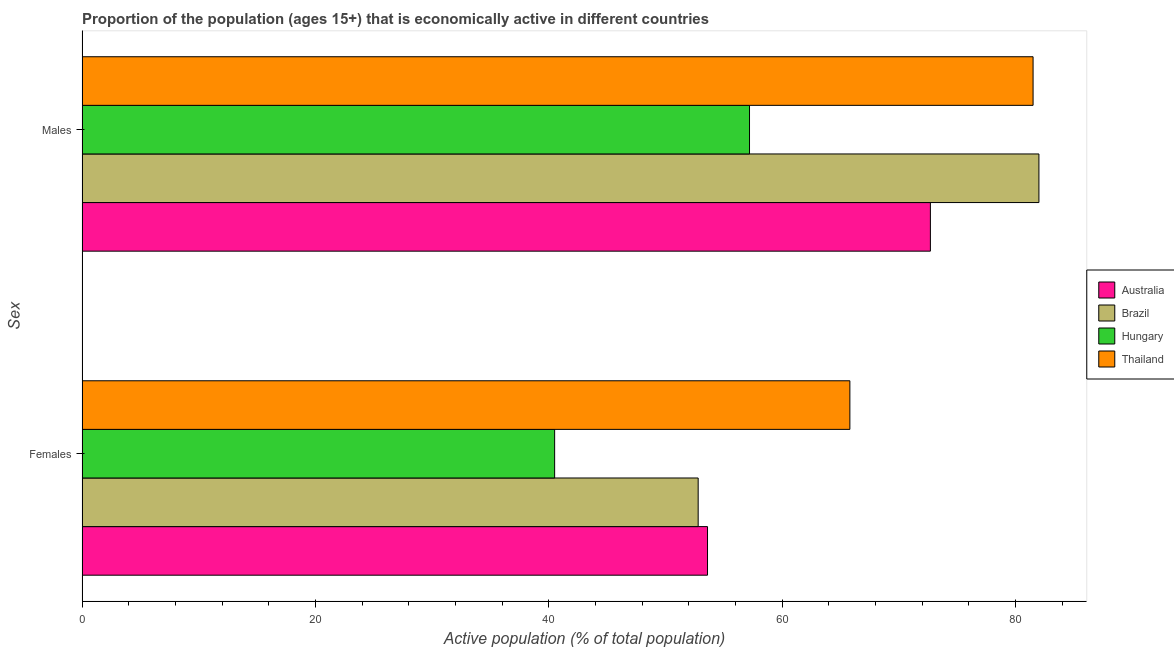 Proportion of the population (ages 15+) that is economically active in different countries
Males
Females
Sex
0
20
40
60
80
Active population (% of total population)
Australia
Brazil
Hungary
Thailand